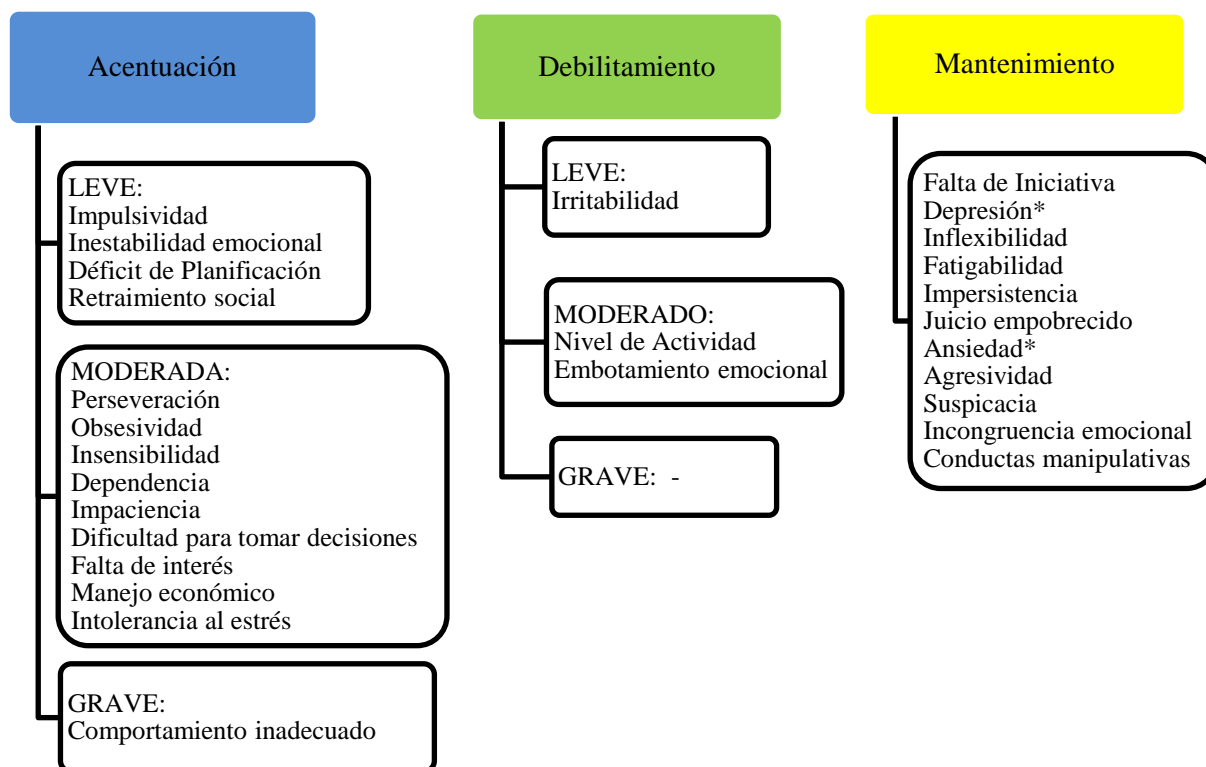 Acentuación
LEVE:
Impulsividad
Inestabilidad emocional
Déficit de Planificación
Retraimiento social
MODERADA:
Perseveración
Obsesividad
Insensibilidad
Dependencia
Impaciencia
Dificultad para tomar decisiones
Falta de interés
Manejo económico
Intolerancia al estrés
GRAVE:
Comportamiento inadecuado
Debilitamiento
LEVE:
Irritabilidad
MODERADO:
Nivel de Actividad
Embotamiento emocional
GRAVE: -
Mantenimiento
Falta de Iniciativa
Depresión*
Inflexibilidad
Fatigabilidad
Impersistencia
Juicio empobrecido
Ansiedad*
Agresividad
Suspicacia
Incongruencia emocional
Conductas manipulativas